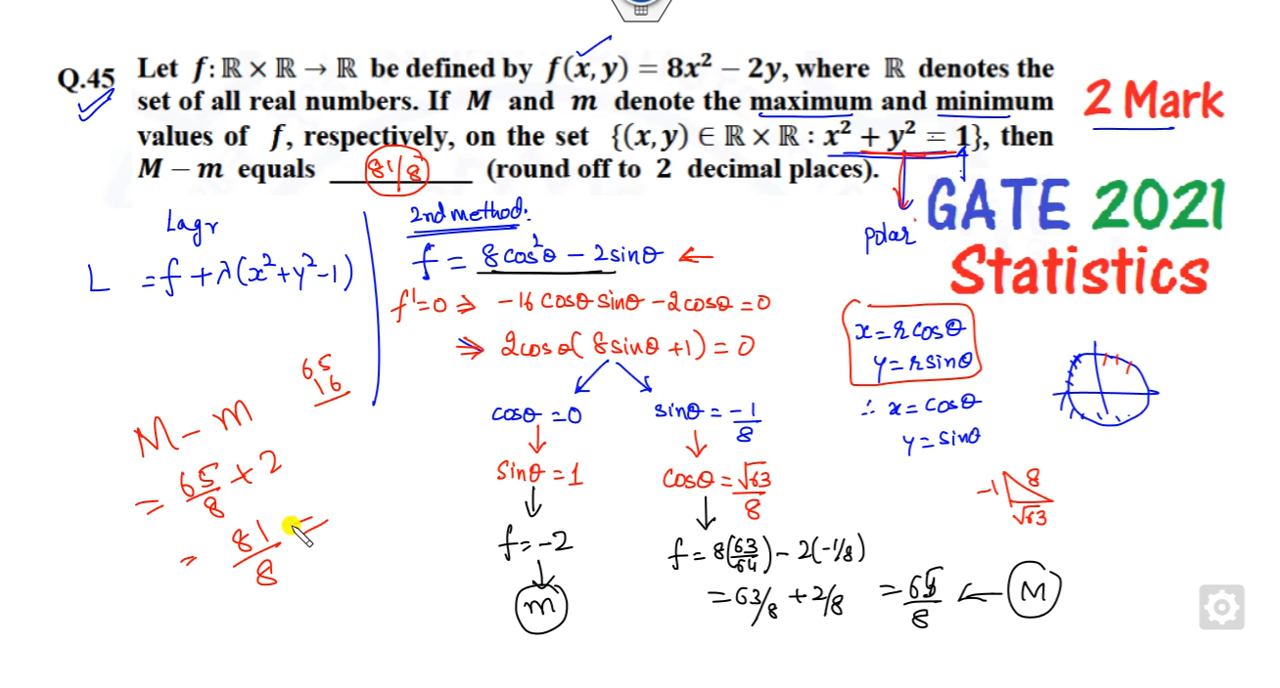 Q.45 Let f: ℝ × ℝ → ℝ be defined by f(x, y) = 8x² − 2y, where ℝ denotes the
set of all real numbers. If M and m denote the maximum and minimum
values of f, respectively, on the set {(x, y) ∈ ℝ × ℝ : x² + y² = 1}, then
M − m equals 81/8 (round off to 2 decimal places).
2 Mark
GATE 2021
Statistics
polar
Lagr
L = f + λ(x²+y²-1)
2nd method:
f = 8cos²θ − 2sinθ ←
f'=0 ⇒ -16 cosθ sinθ -2cosθ = 0
⇒ 2cosθ(8sinθ +1) = 0
cosθ = 0
↓
sinθ = 1
↓
f = -2
↓
m
sinθ = -1/8
↓
cosθ = √63/8
↓
f = 8(63/64) − 2(-1/8)
= 63/8 + 2/8 = 65/8 ← M
x = r cosθ
y = r sinθ
∴ x = cosθ
y = sinθ
-1 8
√63
65
16
M − m
= 65/8 + 2
= 81/8 =